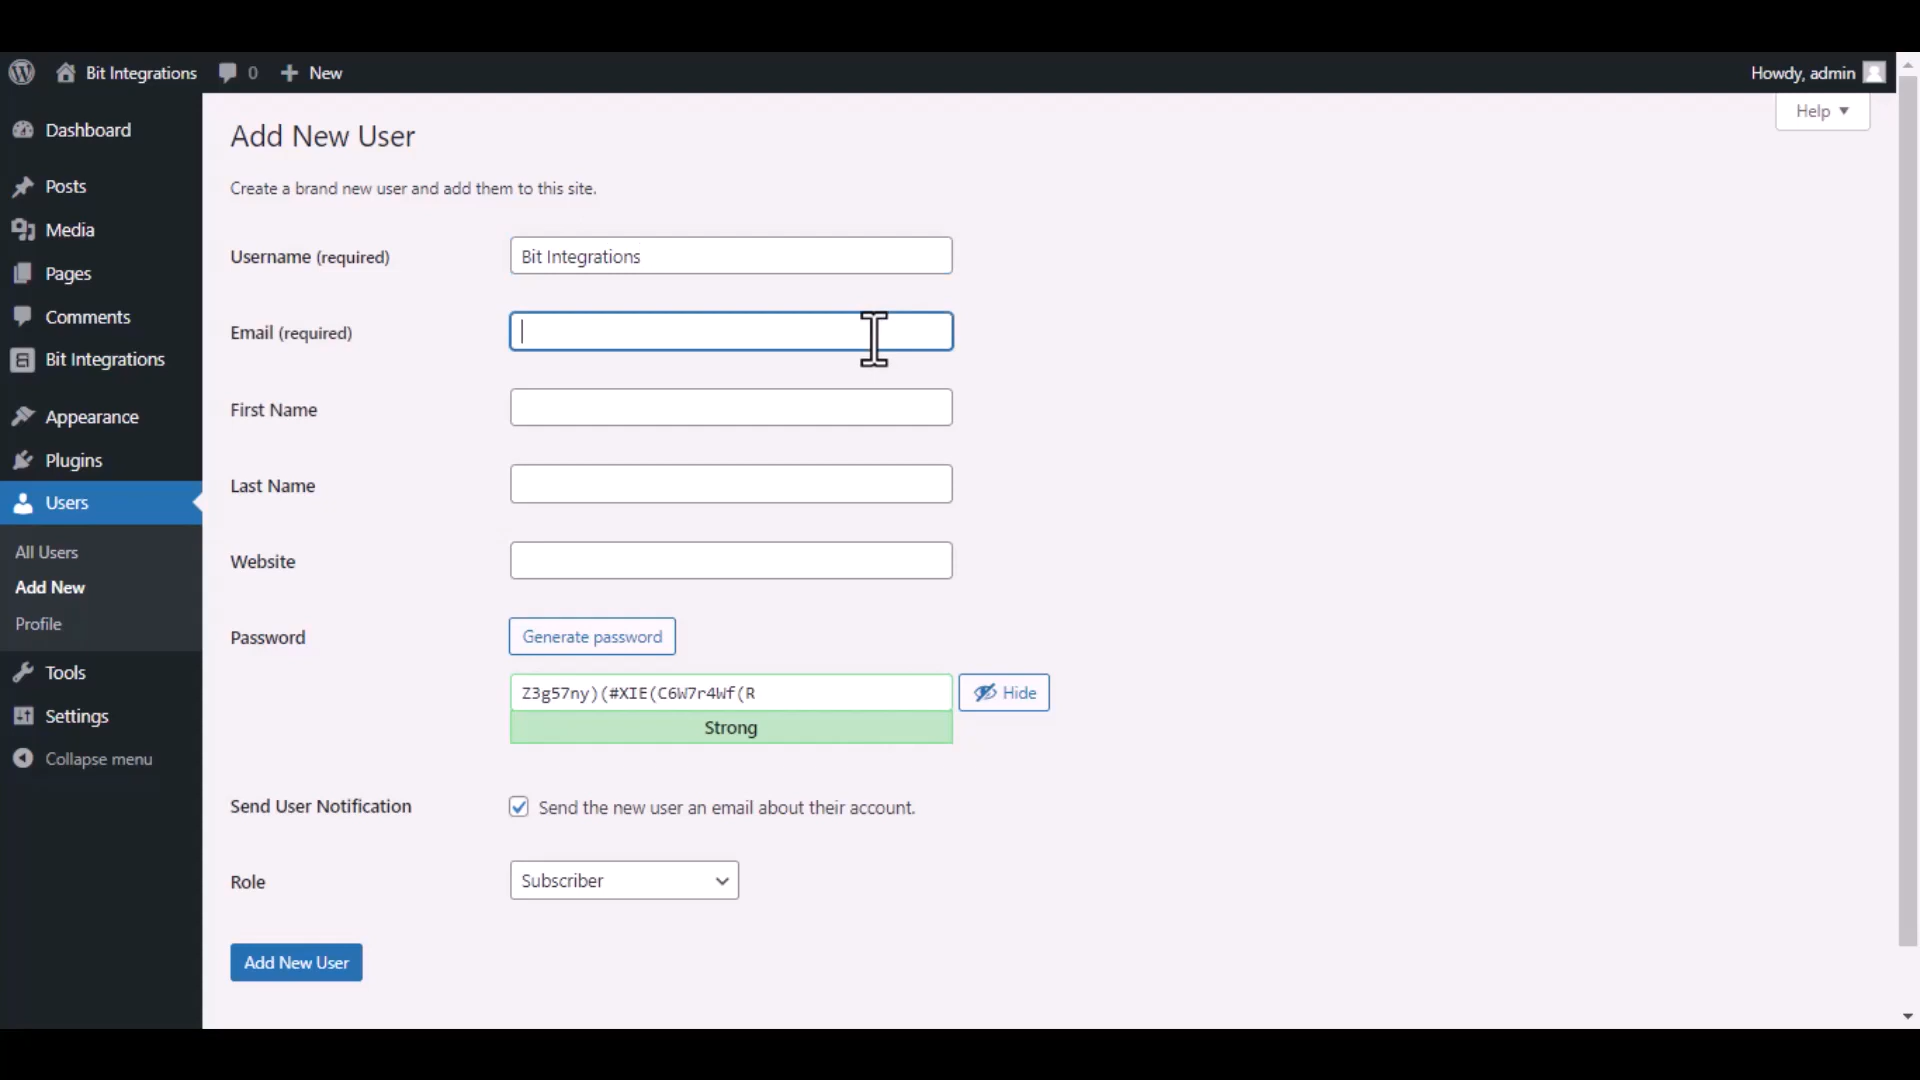 Bit Integrations 0 New Howdy, admin
Help
Dashboard
Posts
Media
Pages
Comments
Bit Integrations
Appearance
Plugins
Users
All Users
Add New
Profile
Tools
Settings
Collapse menu
Add New User
Create a brand new user and add them to this site.
Username (required) Bit Integrations
Email (required)
First Name
Last Name
Website
Password Generate password
Z3g57ny)(#XIE(C6W7r4Wf(R Hide
Strong
Send User Notification Send the new user an email about their account.
Role Subscriber
Add New User